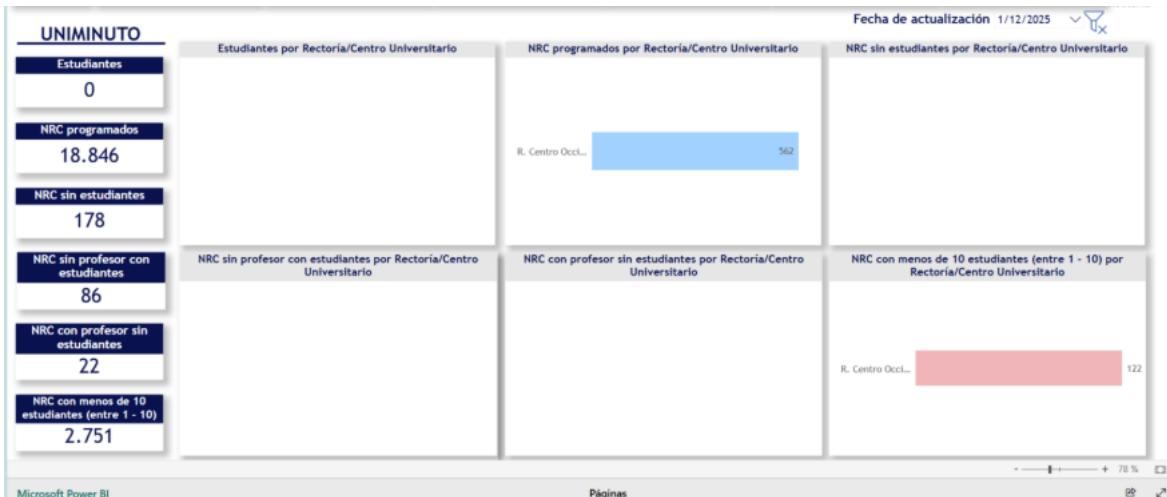 Fecha de actualización 1/12/2025
UNIMINUTO
Estudiantes
0
NRC programados
18.846
NRC sin estudiantes
178
NRC sin profesor con
estudiantes
86
NRC con profesor sin
estudiantes
22
NRC con menos de 10
estudiantes (entre 1 - 10)
2.751
Estudiantes por Rectoría/Centro Universitario
NRC programados por Rectoría/Centro Universitario
R. Centro Occi...
562
NRC sin estudiantes por Rectoría/Centro Universitario
NRC sin profesor con estudiantes por Rectoría/Centro
Universitario
NRC con profesor sin estudiantes por Rectoría/Centro
Universitario
NRC con menos de 10 estudiantes (entre 1 - 10) por
Rectoría/Centro Universitario
R. Centro Occi...
122
- + 78 %
Microsoft Power BI
Páginas